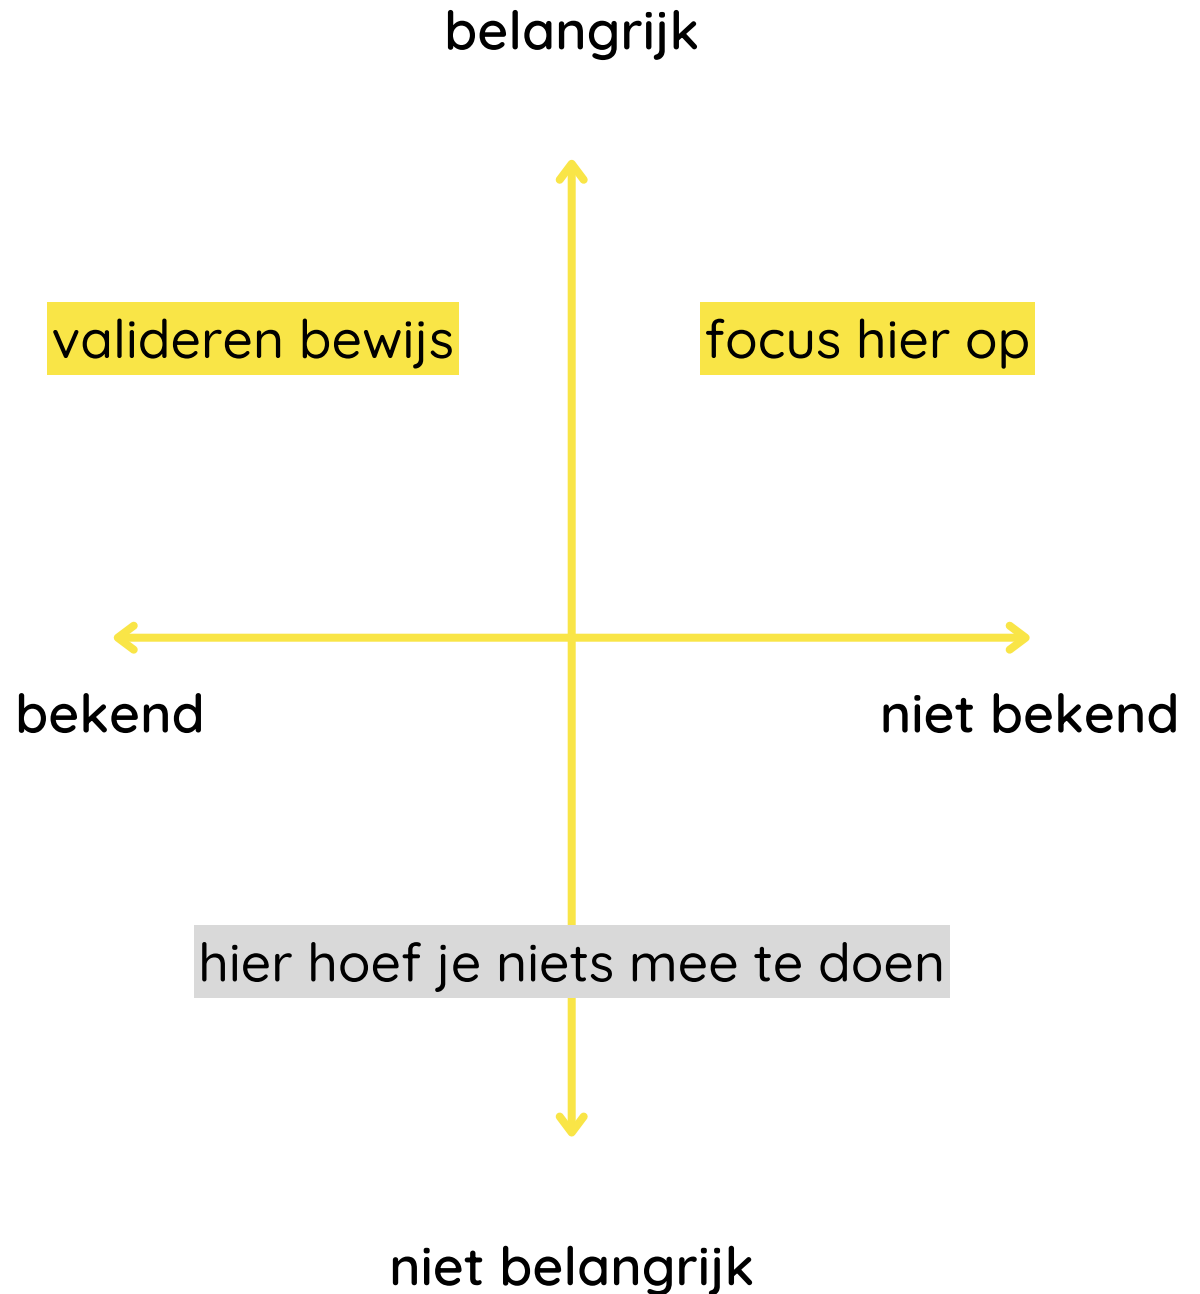 belangrijk
valideren bewijs
focus hier op
bekend
niet bekend
hier hoef je niets mee te doen
niet belangrijk